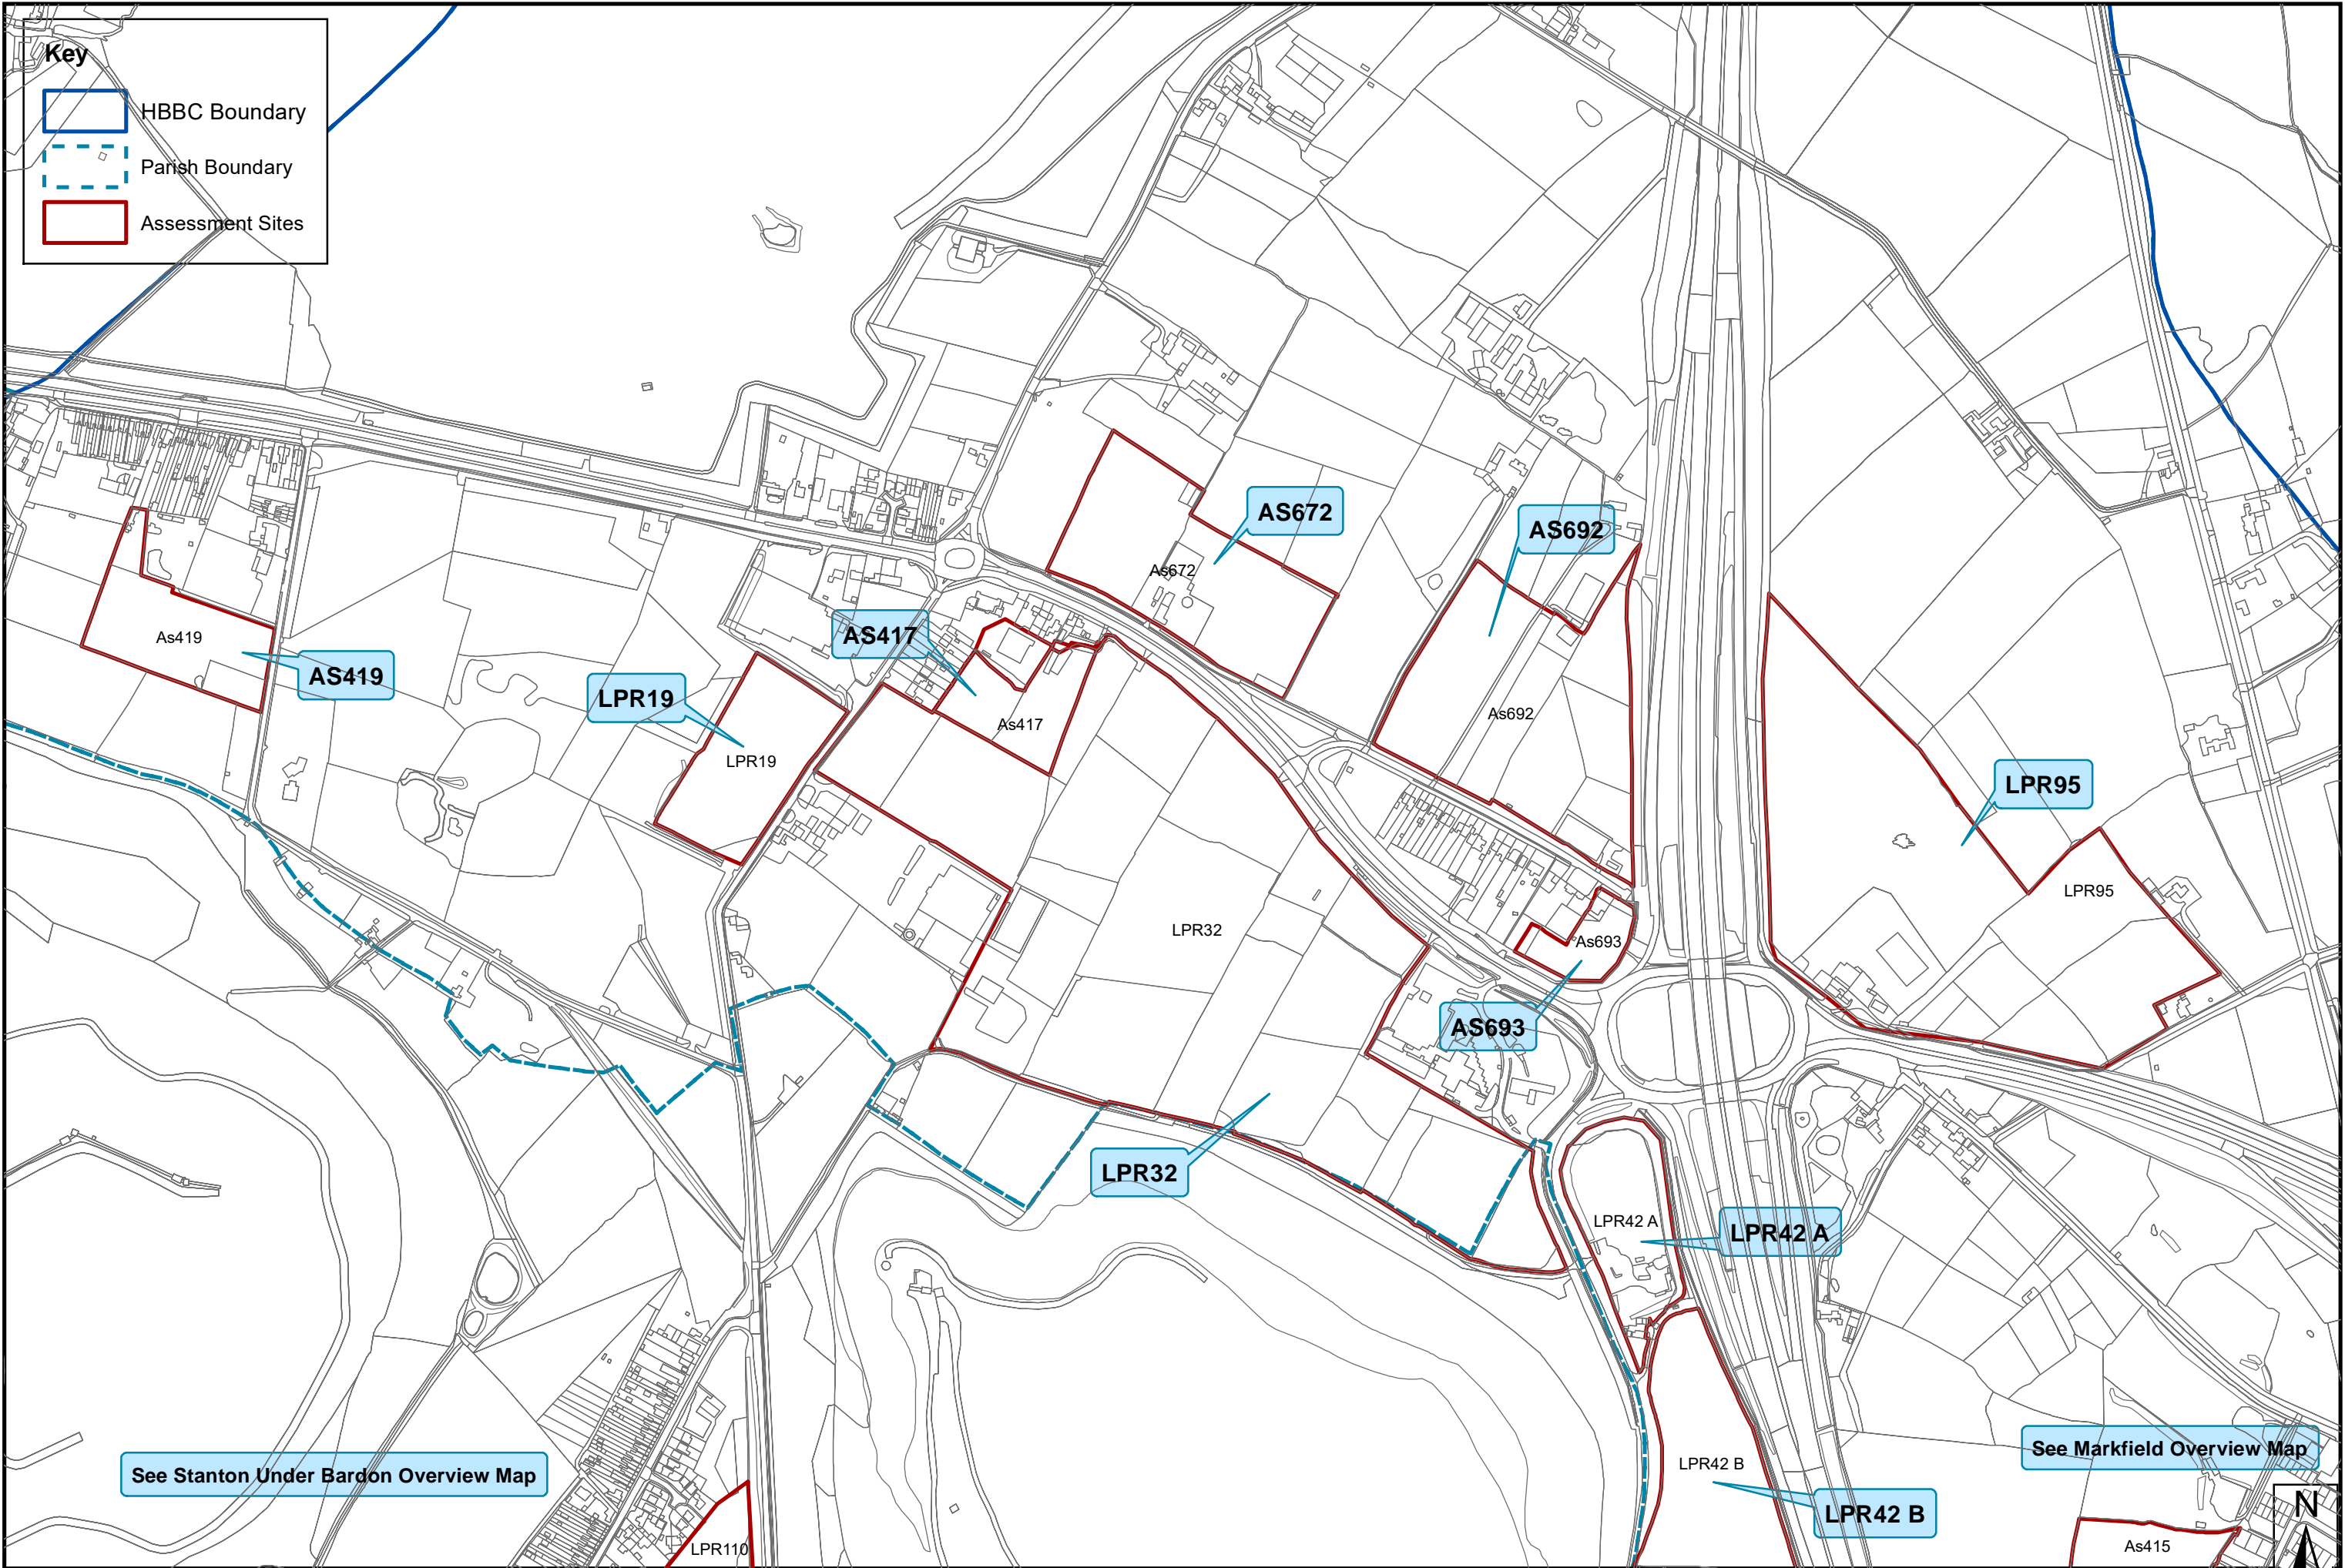 Key
HBBC Boundary
Parish Boundary
Assessment Sites
AS672
As672
AS692
As692
AS417
As417
As419
AS419
LPR19
LPR19
LPR95
LPR95
LPR32
As693
AS693
LPR32
LPR42 A
LPR42 A
See Stanton Under Bardon Overview Map
See Markfield Overview Map
LPR42 B
LPR42 B
N
LPR110
As415